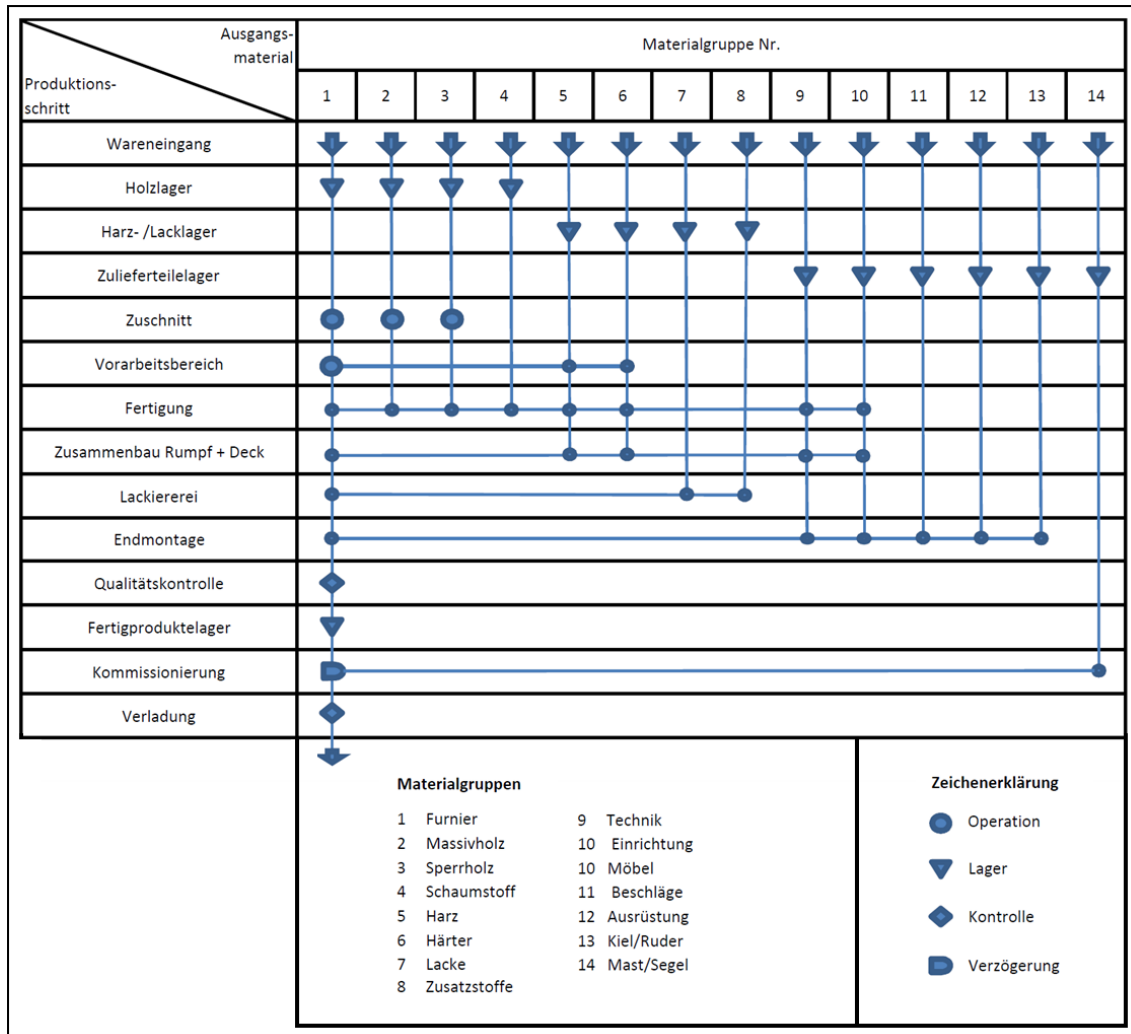 Ausgangs-
material
Materialgruppe Nr.
Produktions-
schritt
1 2 3 4 5 6 7 8 9 10 11 12 13 14
Wareneingang
Holzlager
Harz- /Lacklager
Zulieferteilelager
Zuschnitt
Vorarbeitsbereich
Fertigung
Zusammenbau Rumpf + Deck
Lackiererei
Endmontage
Qualitätskontrolle
Fertigproduktelager
Kommissionierung
Verladung
Materialgruppen
1 Furnier
2 Massivholz
3 Sperrholz
4 Schaumstoff
5 Harz
6 Härter
7 Lacke
8 Zusatzstoffe
9 Technik
10 Einrichtung
10 Möbel
11 Beschläge
12 Ausrüstung
13 Kiel/Ruder
14 Mast/Segel
Zeichenerklärung
Operation
Lager
Kontrolle
Verzögerung